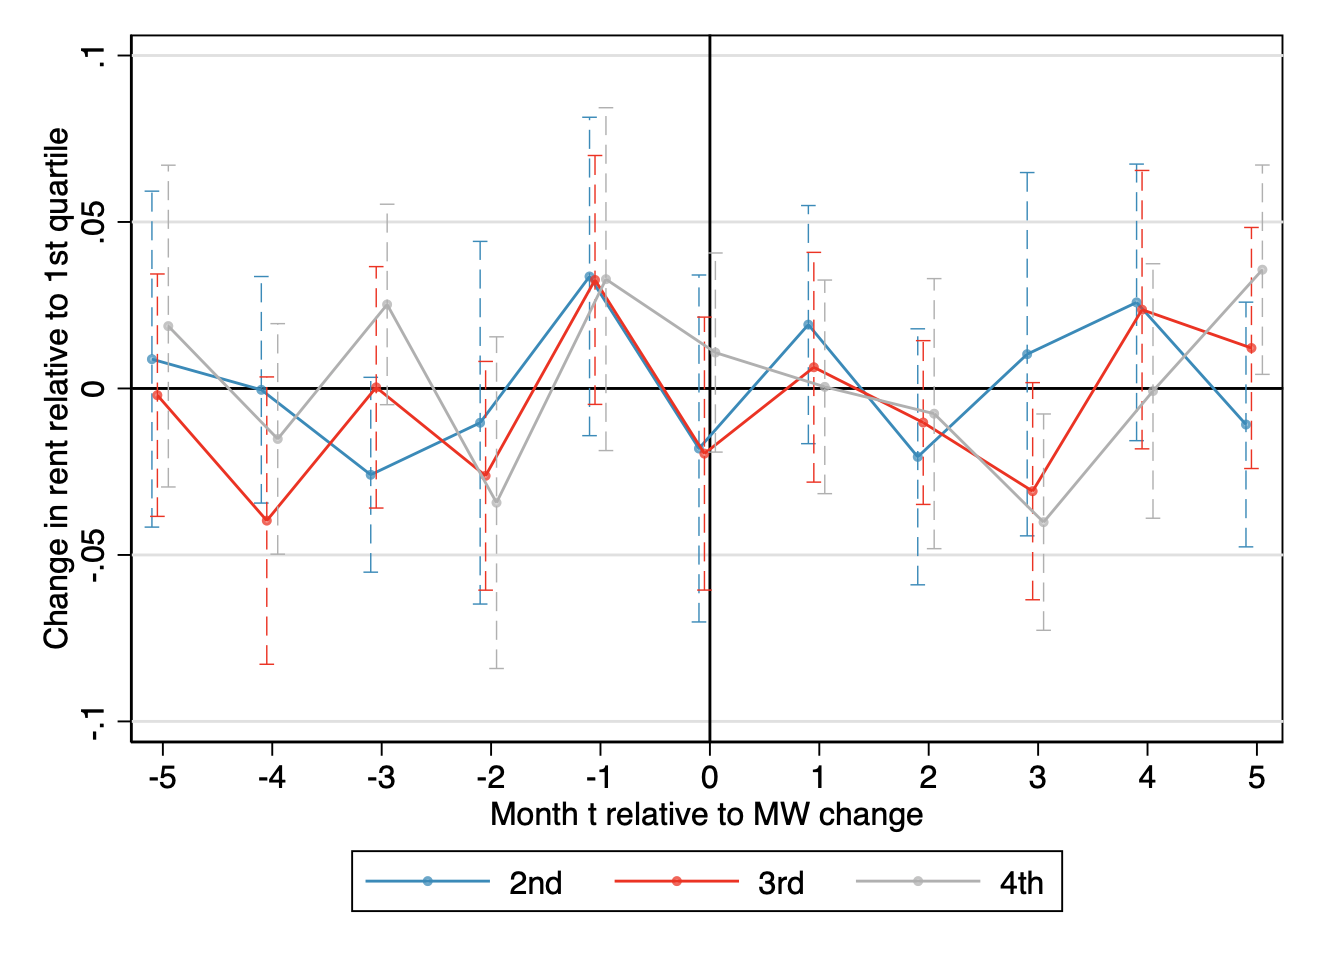 Change in rent relative to 1st quartile
.1
.05
0
-.05
-.1
-5 -4 -3 -2 -1 0 1 2 3 4 5
Month t relative to MW change
2nd 3rd 4th